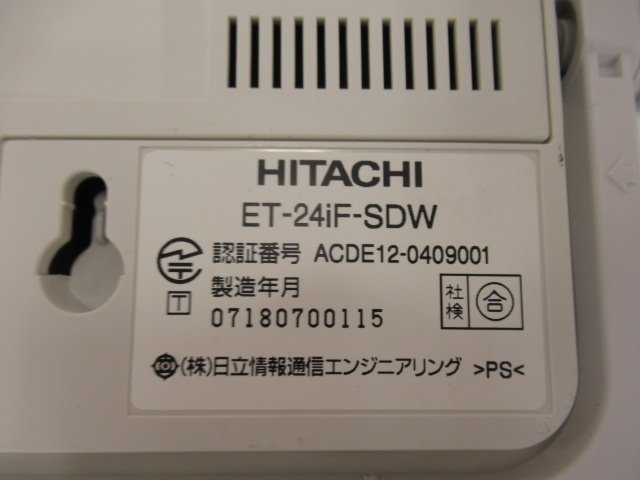 HITACHI
ET-24iF-SDW
認証番号 ACDE12-0409001
T 製造年月
07180700115
社検 合
(株)日立情報通信エンジニアリング >PS<